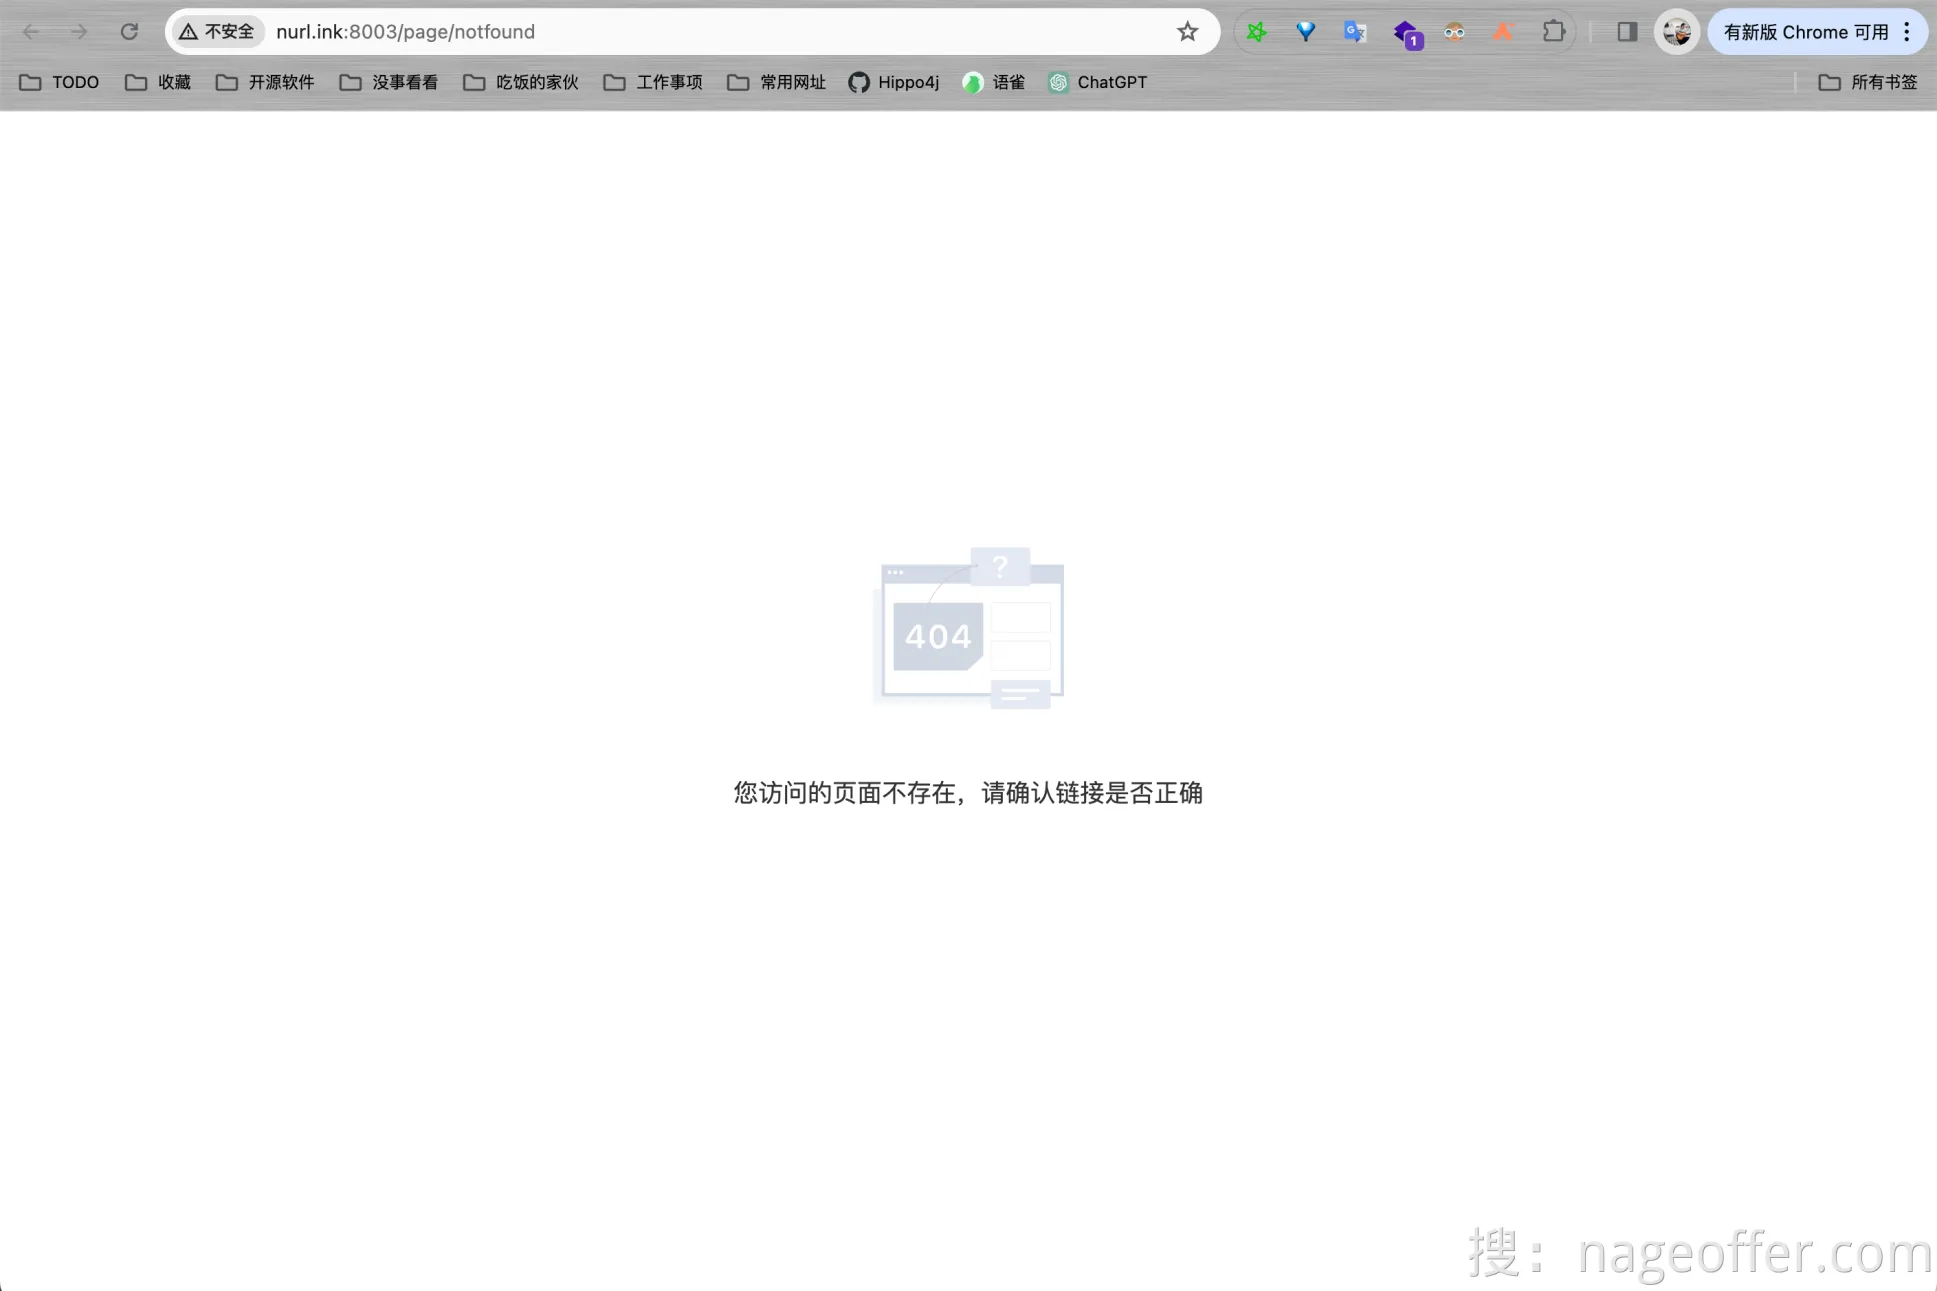 不安全 nurl.ink:8003/page/notfound 1 有新版 Chrome 可用
TODO 收藏 开源软件 没事看看 吃饭的家伙 工作事项 常用网址 Hippo4j 语雀 ChatGPT 所有书签
?
404
您访问的页面不存在，请确认链接是否正确
搜：nageoffer.com